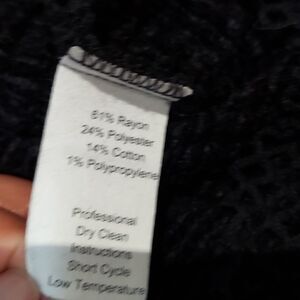 61% Rayon
24% Polyester
14% Cotton
1% Polypropylene
Professional
Dry Clean
Instructions
Short Cycle
Low Temperature